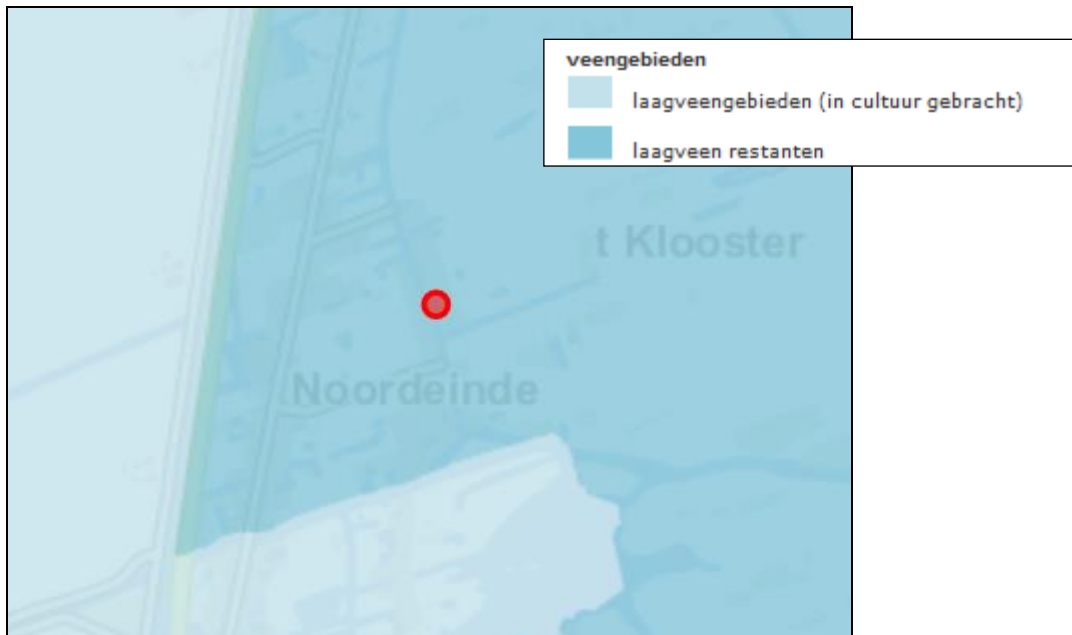 veengebieden
laagveengebieden (in cultuur gebracht)
laagveen restanten
t Klooster
Noordeinde